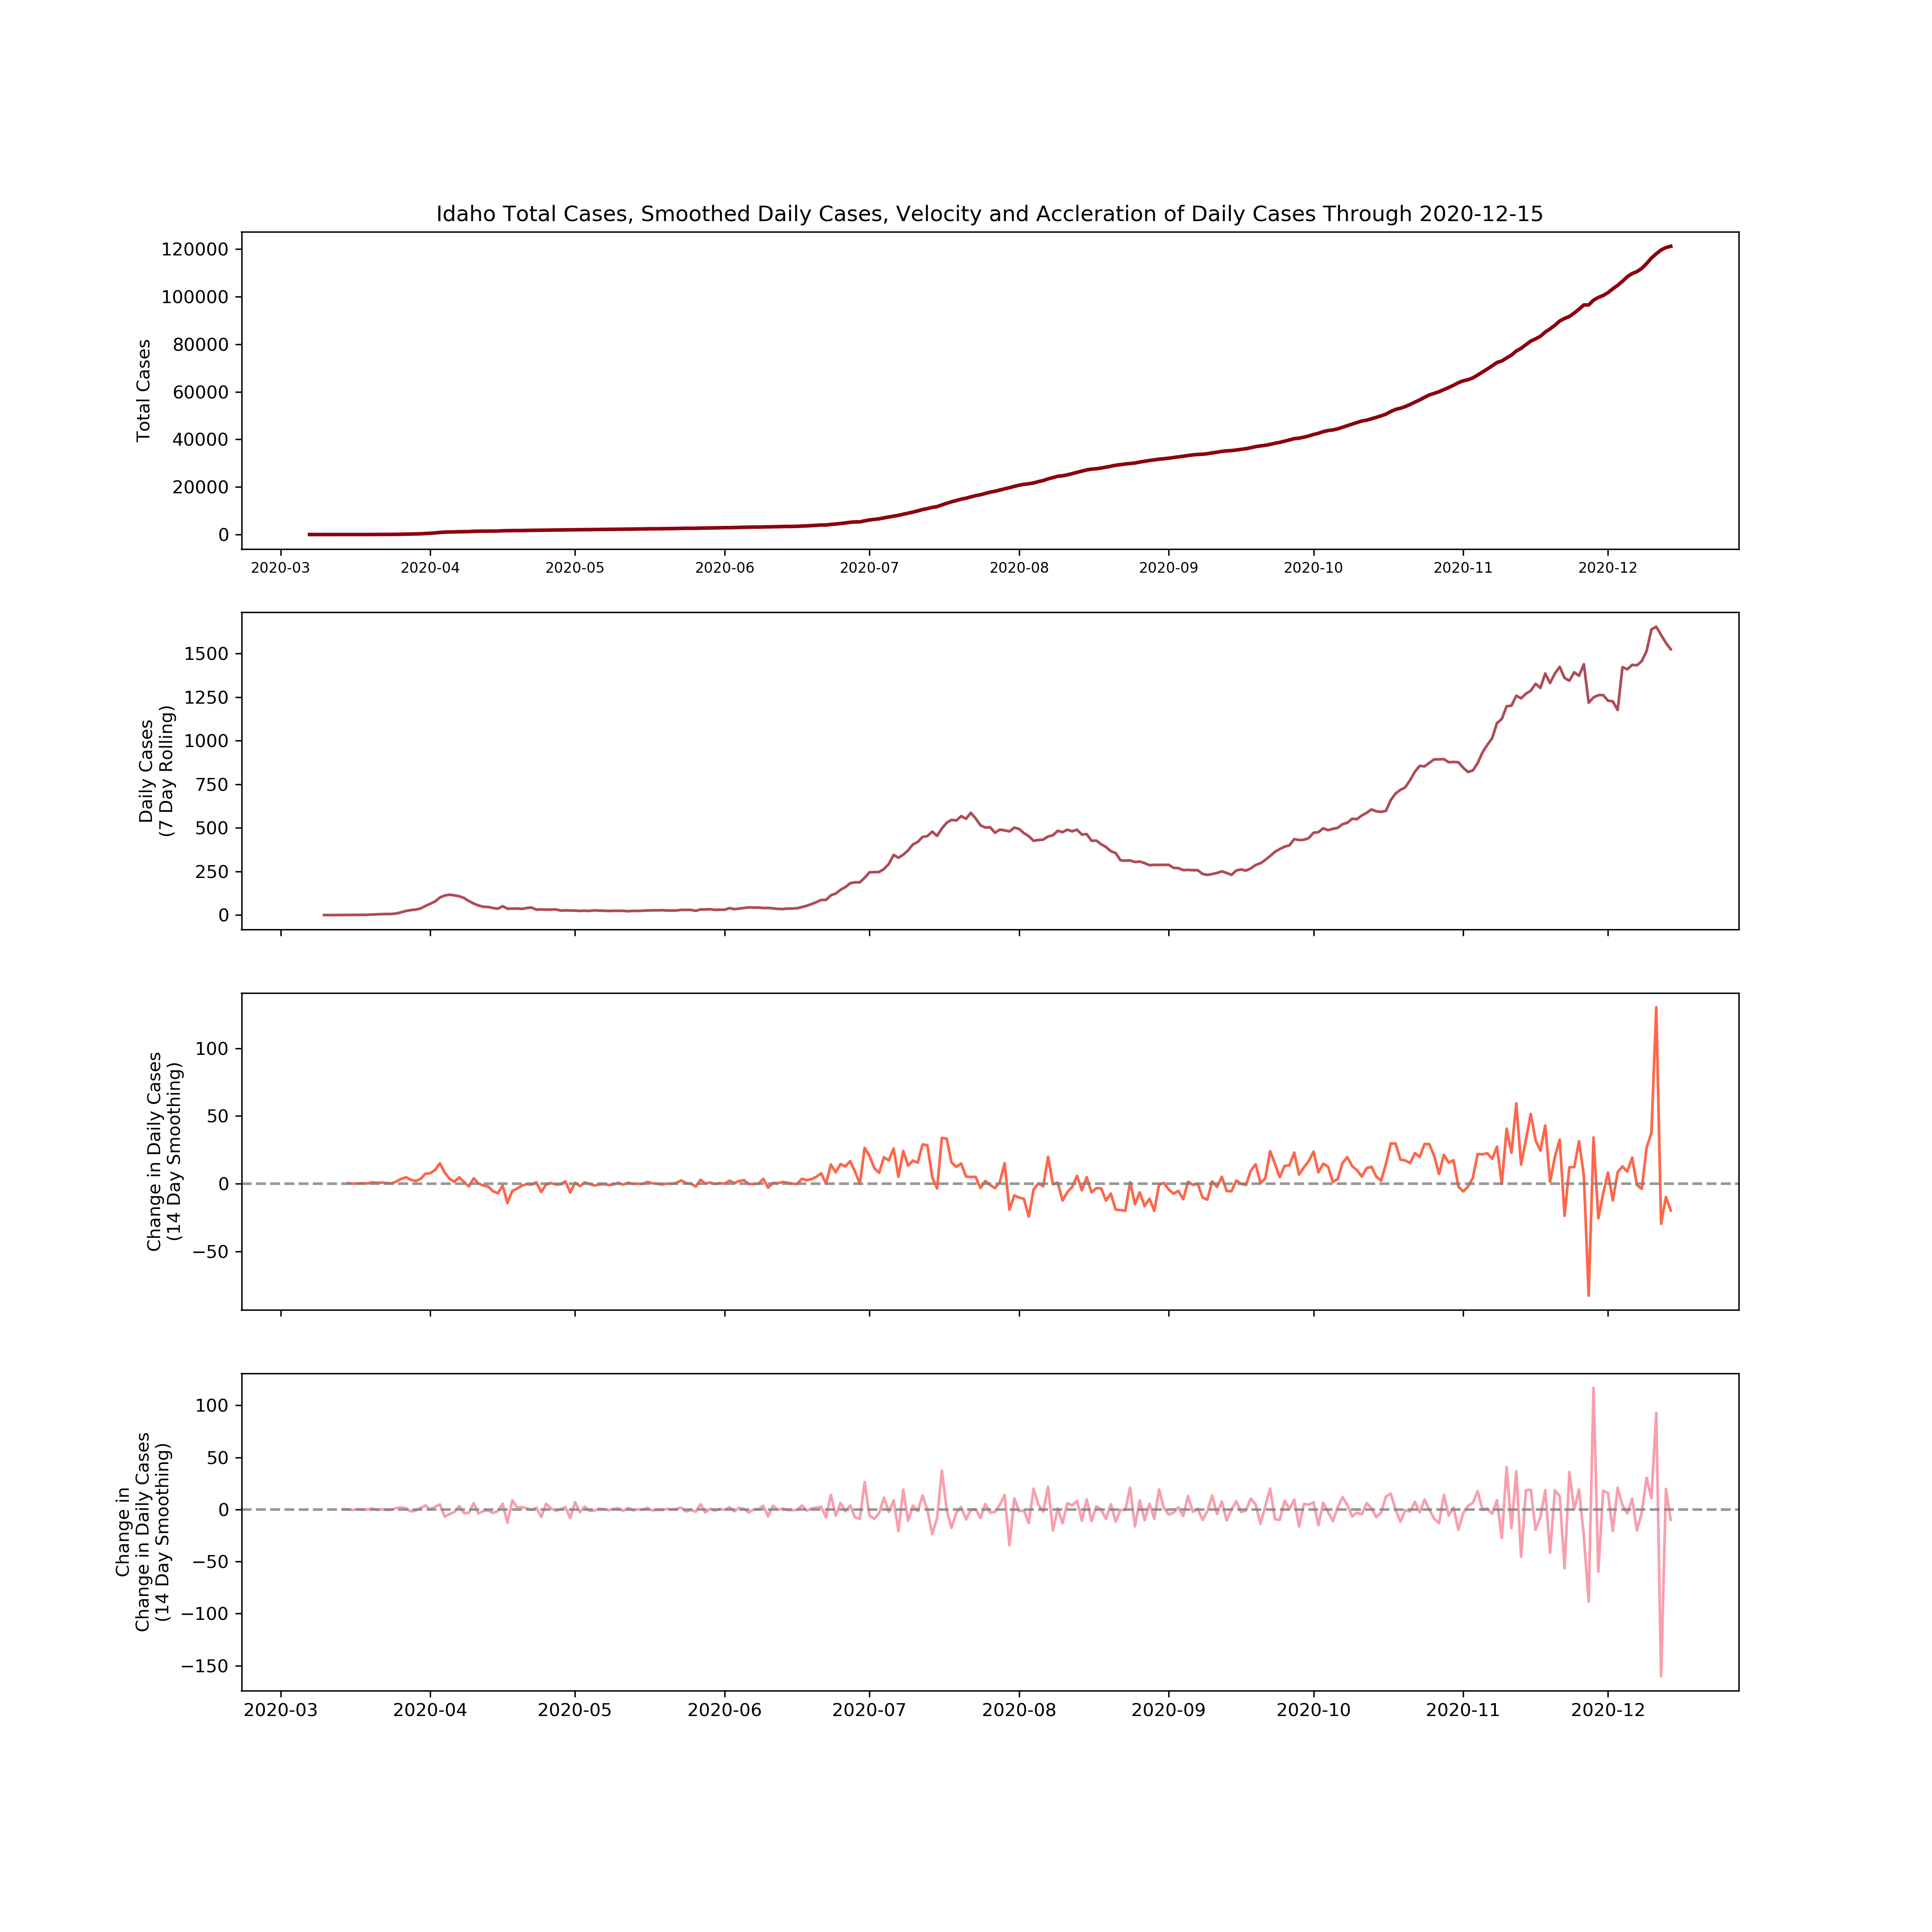 Idaho Total Cases, Smoothed Daily Cases, Velocity and Accleration of Daily Cases Through 2020-12-15
Total Cases
120000
100000
80000
60000
40000
20000
0
2020-03 2020-04 2020-05 2020-06 2020-07 2020-08 2020-09 2020-10 2020-11 2020-12
Daily Cases
(7 Day Rolling)
1500
1250
1000
750
500
250
0
Change in Daily Cases
(14 Day Smoothing)
100
50
0
−50
Change in
Change in Daily Cases
(14 Day Smoothing)
100
50
0
−50
−100
−150
2020-03 2020-04 2020-05 2020-06 2020-07 2020-08 2020-09 2020-10 2020-11 2020-12